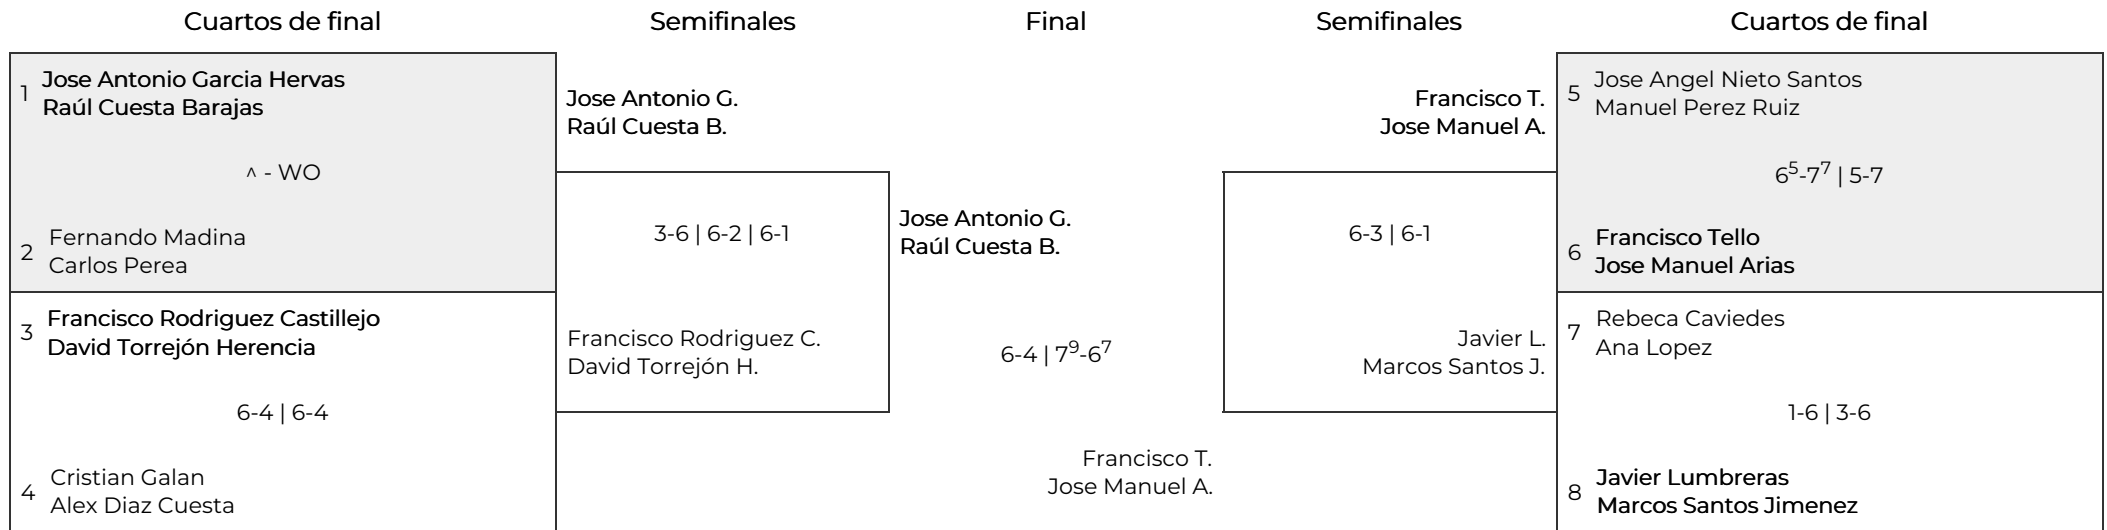 Cuartos de final
Semifinales
Final
Semifinales
Cuartos de final
1
Jose Antonio Garcia Hervas
Raúl Cuesta Barajas
^ - WO
2
Fernando Madina
Carlos Perea
3
Francisco Rodriguez Castillejo
David Torrejón Herencia
6-4 | 6-4
4
Cristian Galan
Alex Diaz Cuesta
Jose Antonio G.
Raúl Cuesta B.
3-6 | 6-2 | 6-1
Francisco Rodriguez C.
David Torrejón H.
Jose Antonio G.
Raúl Cuesta B.
6-4 | 7⁹-6⁷
Francisco T.
Jose Manuel A.
Francisco T.
Jose Manuel A.
6-3 | 6-1
Javier L.
Marcos Santos J.
5
Jose Angel Nieto Santos
Manuel Perez Ruiz
6⁵-7⁷ | 5-7
6
Francisco Tello
Jose Manuel Arias
7
Rebeca Caviedes
Ana Lopez
1-6 | 3-6
8
Javier Lumbreras
Marcos Santos Jimenez